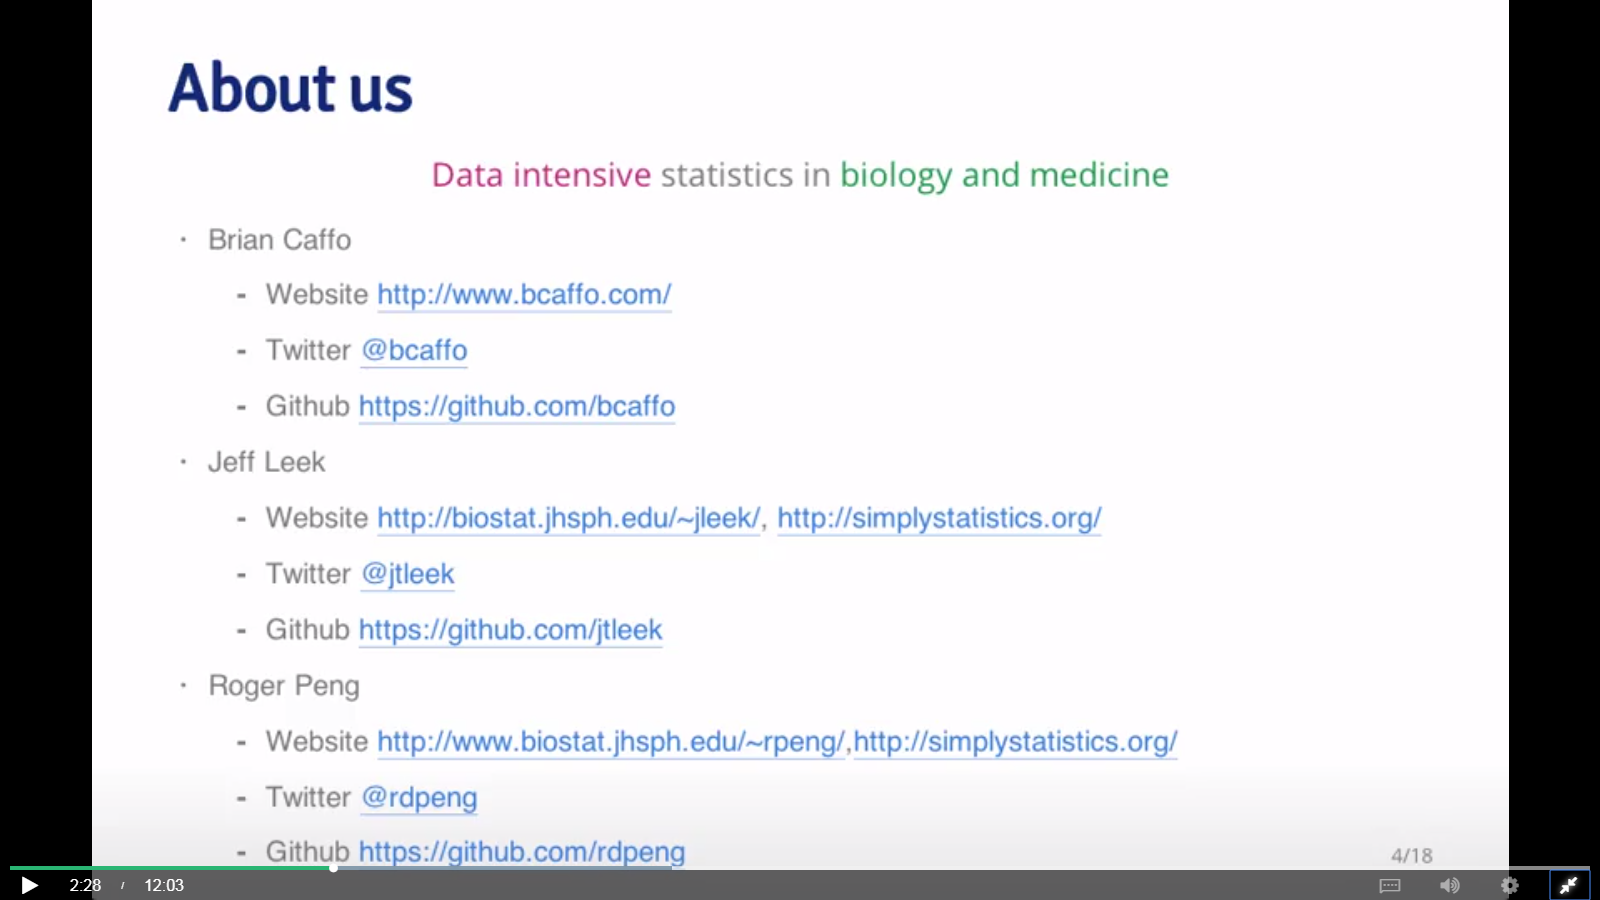 About us
Data intensive statistics in biology and medicine
· Brian Caffo
- Website http://www.bcaffo.com/
- Twitter @bcaffo
- Github https://github.com/bcaffo
· Jeff Leek
- Website http://biostat.jhsph.edu/~jleek/, http://simplystatistics.org/
- Twitter @jtleek
- Github https://github.com/jtleek
· Roger Peng
- Website http://www.biostat.jhsph.edu/~rpeng/,http://simplystatistics.org/
- Twitter @rdpeng
- Github https://github.com/rdpeng
4/18
2:28 / 12:03